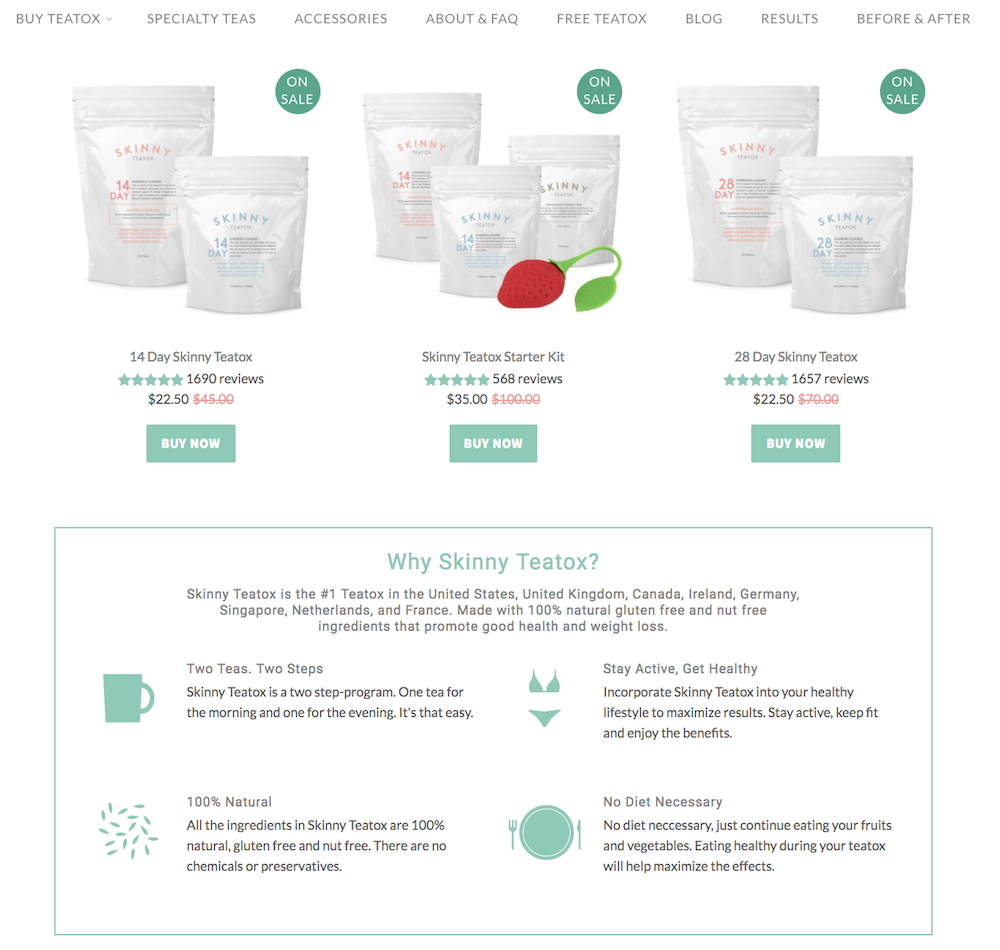 BUY TEATOX
SPECIALTY TEAS
ACCESSORIES
ABOUT & FAQ
FREE TEATOX
BLOG
RESULTS
BEFORE & AFTER
ON
SALE
SKINNY
TEATOX
14
DAY
SKINNY
TEATOX
14
DAY
14 Day Skinny Teatox
1690 reviews
$22.50 $45.00
BUY NOW
ON
SALE
SKINNY
TEATOX
14
DAY
SKINNY
TEATOX
14
DAY
SKINNY
TEATOX
Skinny Teatox Starter Kit
568 reviews
$35.00 $100.00
BUY NOW
ON
SALE
SKINNY
TEATOX
28
DAY
SKINNY
TEATOX
28
DAY
28 Day Skinny Teatox
1657 reviews
$22.50 $70.00
BUY NOW
Why Skinny Teatox?
Skinny Teatox is the #1 Teatox in the United States, United Kingdom, Canada, Ireland, Germany,
Singapore, Netherlands, and France. Made with 100% natural gluten free and nut free
ingredients that promote good health and weight loss.
Two Teas. Two Steps
Skinny Teatox is a two step-program. One tea for
the morning and one for the evening. It's that easy.
Stay Active, Get Healthy
Incorporate Skinny Teatox into your healthy
lifestyle to maximize results. Stay active, keep fit
and enjoy the benefits.
100% Natural
All the ingredients in Skinny Teatox are 100%
natural, gluten free and nut free. There are no
chemicals or preservatives.
No Diet Necessary
No diet neccessary, just continue eating your fruits
and vegetables. Eating healthy during your teatox
will help maximize the effects.